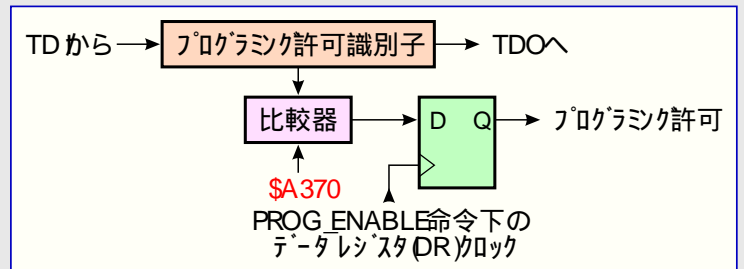 TDIから
プログラミング許可識別子
TDOへ
比較器
D Q
プログラミング許可
$A370
PROG_ENABLE命令下の
データ レジスタ(DR)クロック